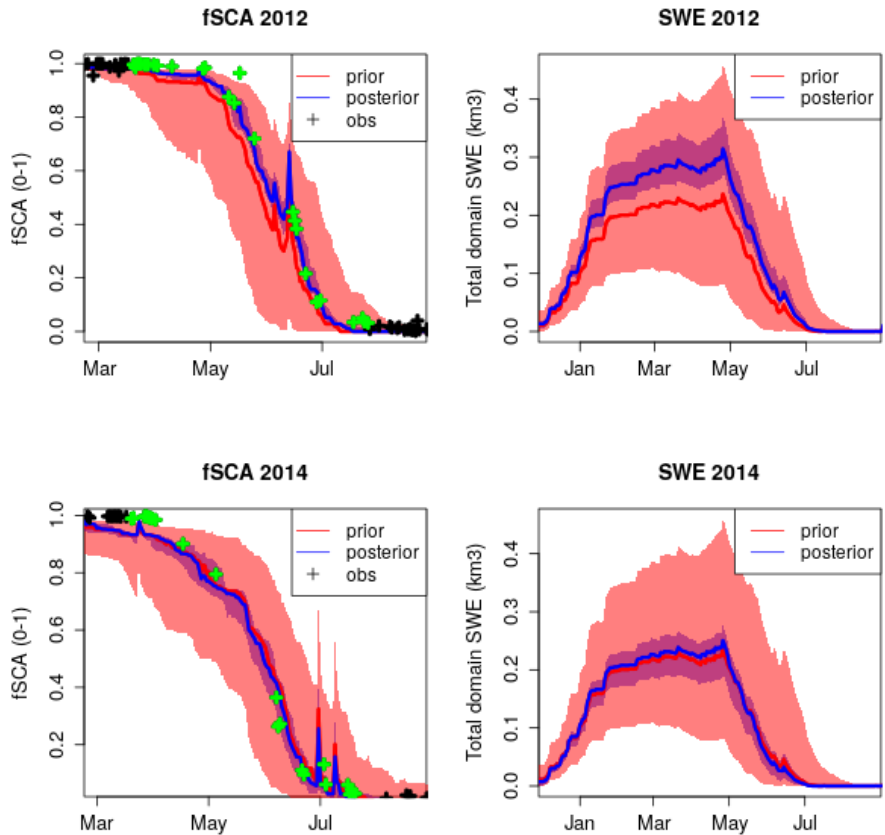 fSCA 2012
fSCA (0-1)
0.0 0.2 0.4 0.6 0.8 1.0
prior
posterior
obs
Mar May Jul
SWE 2012
Total domain SWE (km3)
0.0 0.1 0.2 0.3 0.4
prior
posterior
Jan Mar May Jul
fSCA 2014
fSCA (0-1)
0.2 0.4 0.6 0.8 1.0
prior
posterior
obs
Mar May Jul
SWE 2014
Total domain SWE (km3)
0.0 0.1 0.2 0.3 0.4
prior
posterior
Jan Mar May Jul